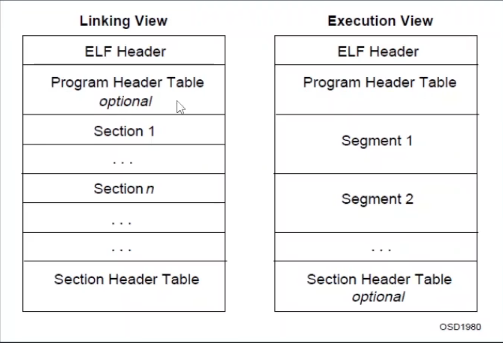 Linking View
ELF Header
Program Header Table
optional
Section 1
. . .
Section n
. . .
. . .
Section Header Table
Execution View
ELF Header
Program Header Table
Segment 1
Segment 2
. . .
Section Header Table
optional
OSD1980